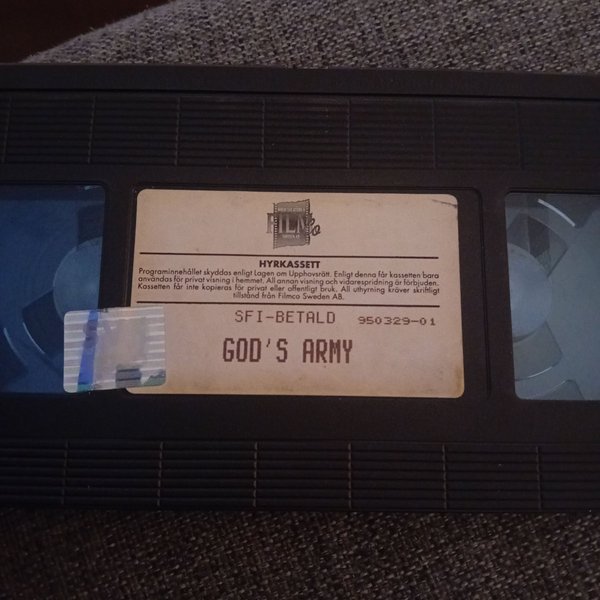 FILMCo
HYRKASSETT
Programinnehållet skyddas enligt Lagen om Upphovsrätt. Enligt denna får kassetten bara
användas för privat visning i hemmet. All annan visning och vidarespridning är förbjuden.
Kassetten får inte kopieras för privat eller offentligt bruk. All uthyrning kräver skriftligt
tillstånd från Filmco Sweden AB.
SFI-BETALD 950329-01
GOD'S ARMY